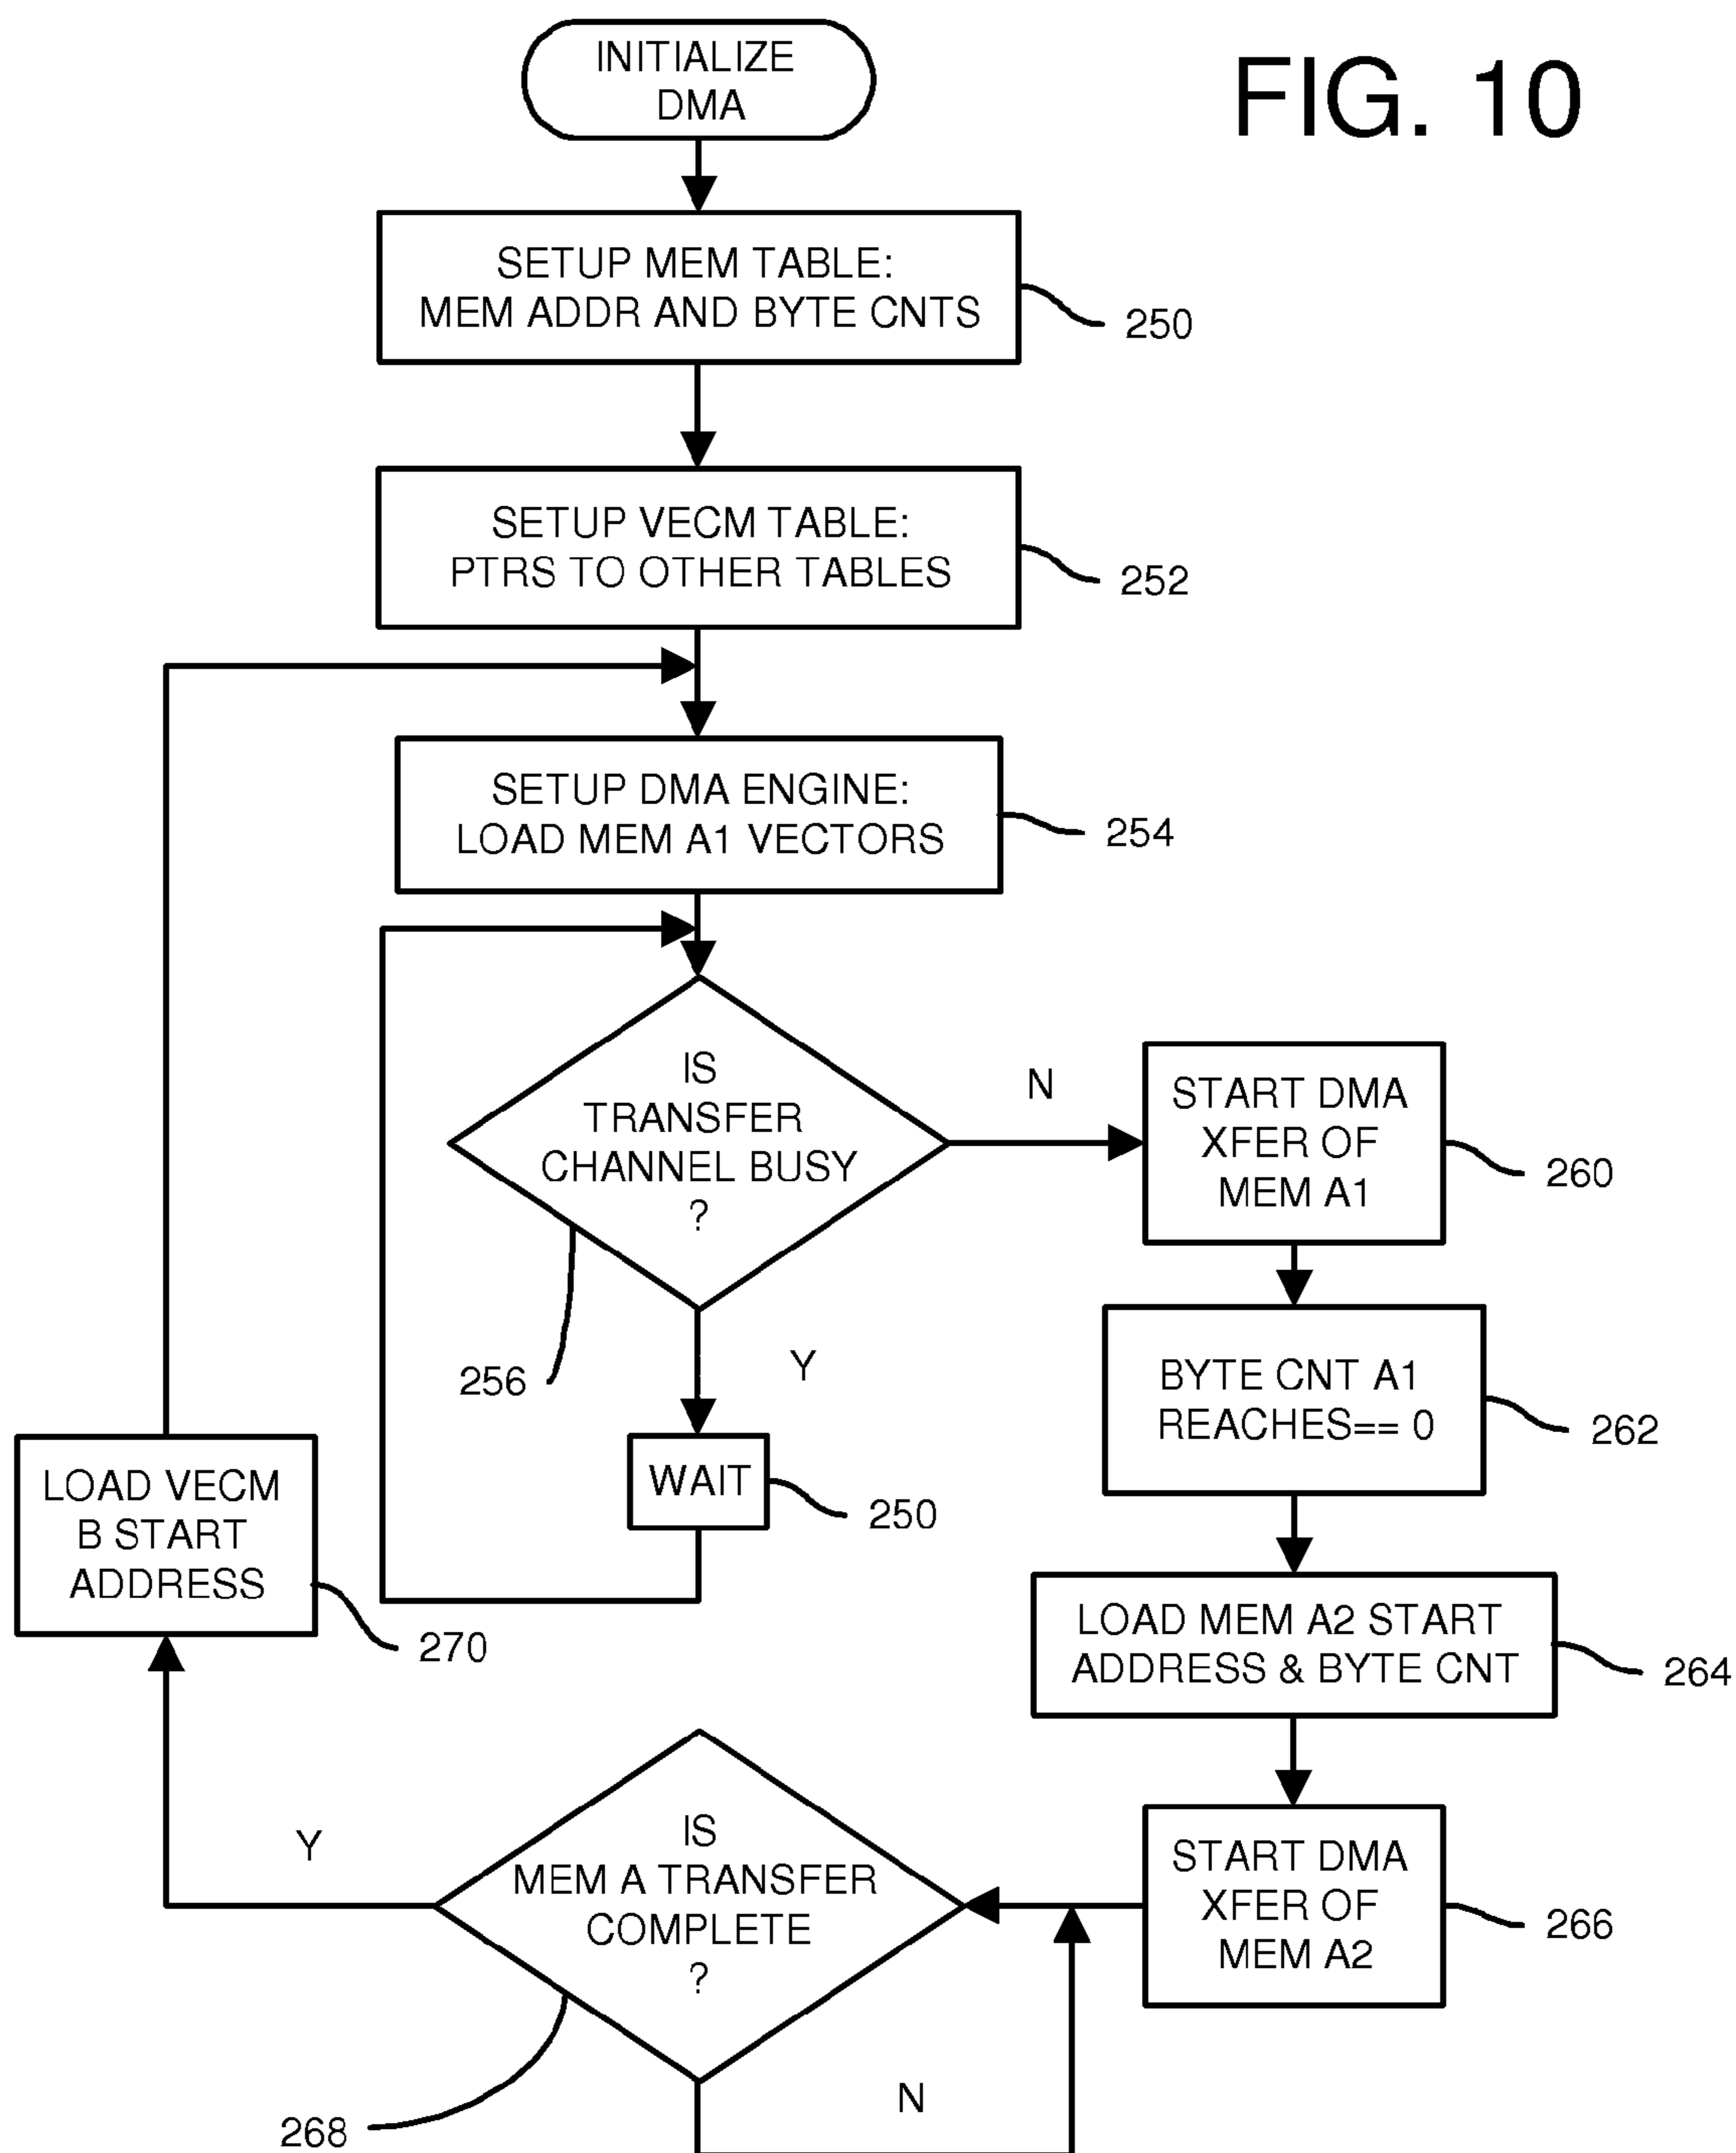 INITIALIZE
DMA
FIG. 10
SETUP MEM TABLE:
MEM ADDR AND BYTE CNTS
250
SETUP VECM TABLE:
PTRS TO OTHER TABLES
252
SETUP DMA ENGINE:
LOAD MEM A1 VECTORS
254
IS
TRANSFER
CHANNEL BUSY
?
256
N
Y
WAIT
250
START DMA
XFER OF
MEM A1
260
BYTE CNT A1
REACHES== 0
262
LOAD MEM A2 START
ADDRESS & BYTE CNT
264
START DMA
XFER OF
MEM A2
266
IS
MEM A TRANSFER
COMPLETE
?
268
N
Y
LOAD VECM
B START
ADDRESS
270